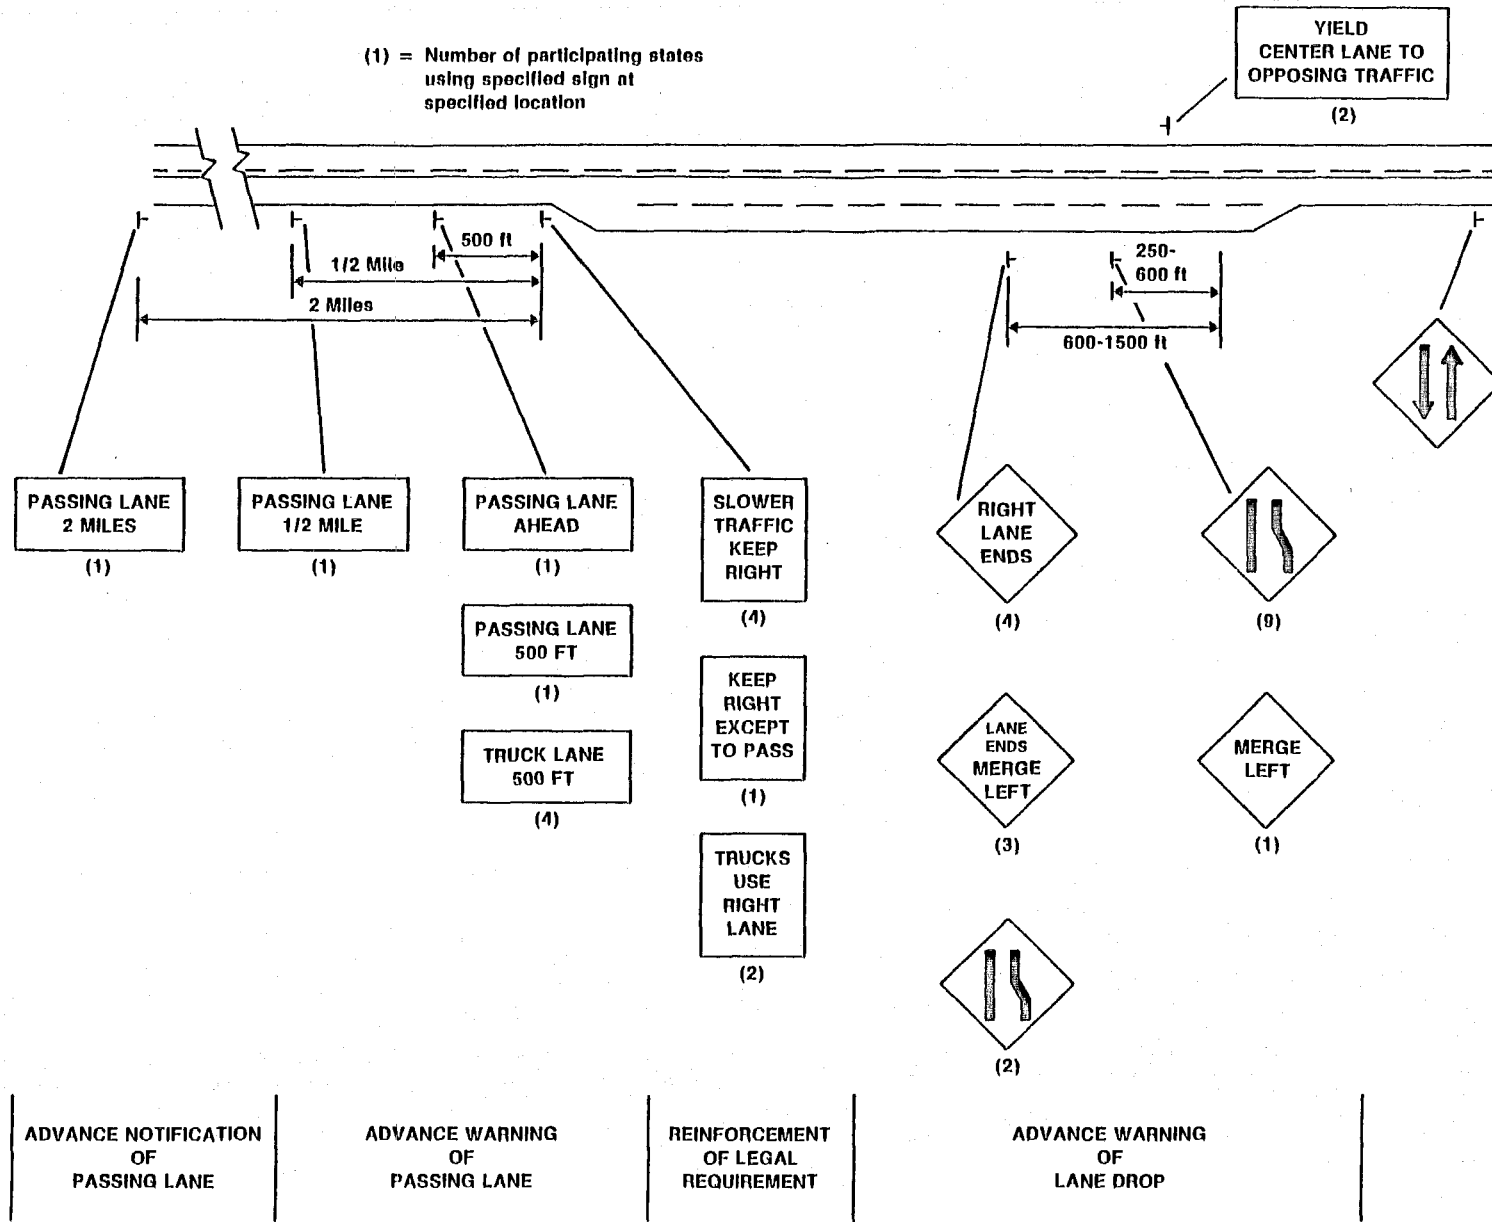 (1) = Number of participating states
using specified sign at
specified location
YIELD
CENTER LANE TO
OPPOSING TRAFFIC
(2)
500 ft
1/2 Mile
2 Miles
250-
600 ft
600-1500 ft
PASSING LANE
2 MILES
(1)
PASSING LANE
1/2 MILE
(1)
PASSING LANE
AHEAD
(1)
PASSING LANE
500 FT
(1)
TRUCK LANE
500 FT
(4)
SLOWER
TRAFFIC
KEEP
RIGHT
(4)
KEEP
RIGHT
EXCEPT
TO PASS
(1)
TRUCKS
USE
RIGHT
LANE
(2)
RIGHT
LANE
ENDS
(4)
LANE
ENDS
MERGE
LEFT
(3)
(2)
(9)
MERGE
LEFT
(1)
ADVANCE NOTIFICATION
OF
PASSING LANE
ADVANCE WARNING
OF
PASSING LANE
REINFORCEMENT
OF LEGAL
REQUIREMENT
ADVANCE WARNING
OF
LANE DROP